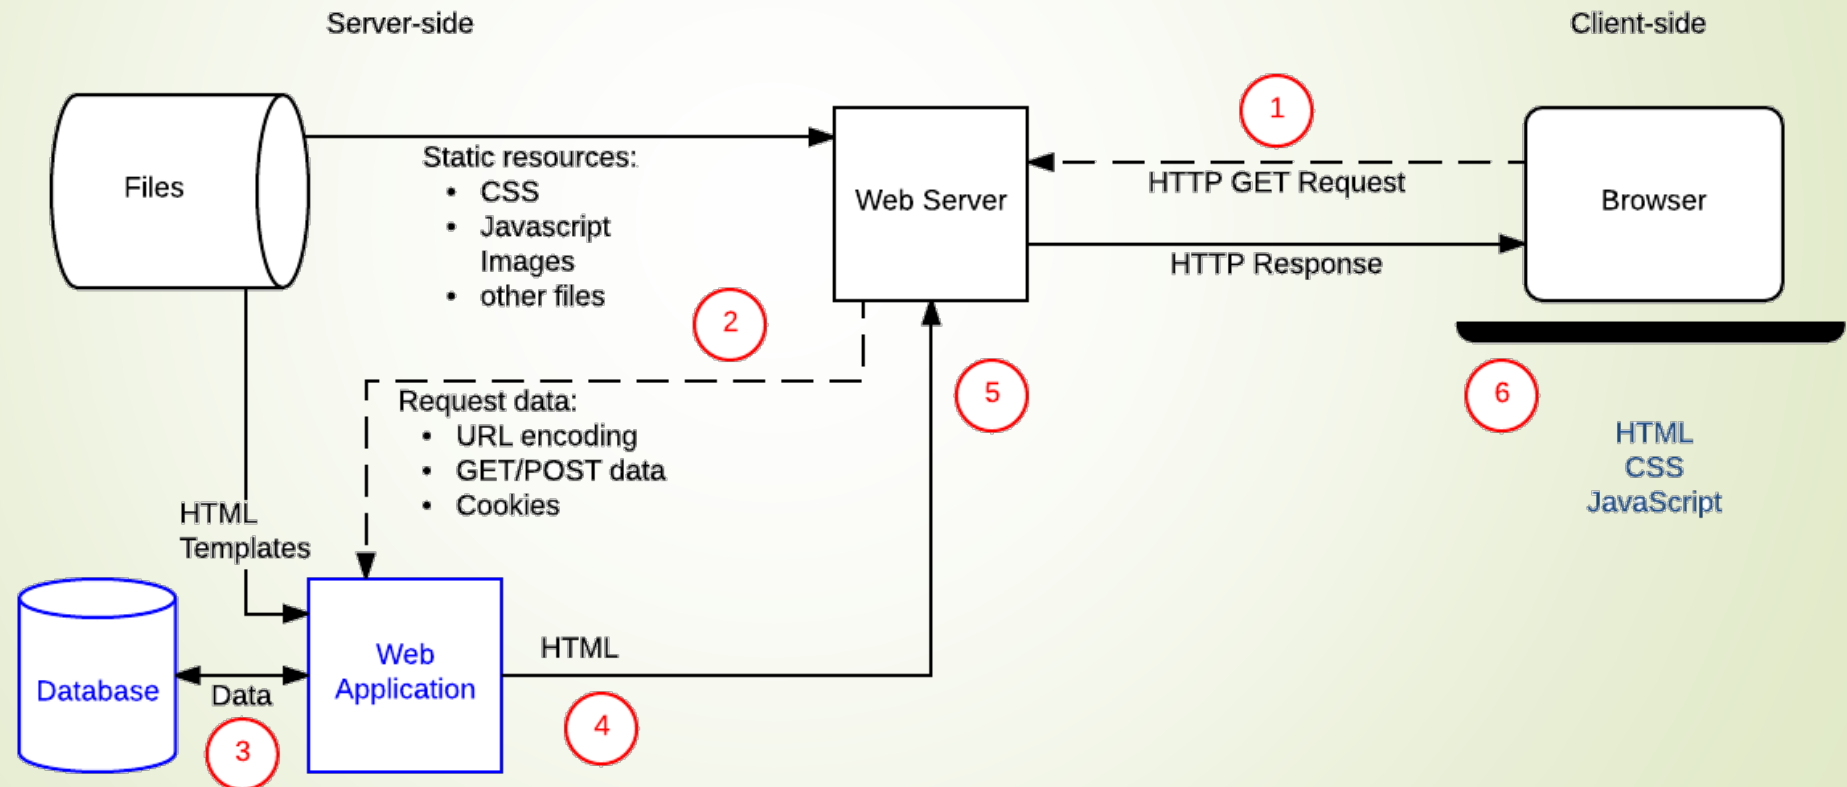 Server-side
Client-side
1
Files
Static resources:
• CSS
• Javascript
Images
• other files
Web Server
HTTP GET Request
HTTP Response
Browser
2
5
6
Request data:
• URL encoding
• GET/POST data
• Cookies
HTML
CSS
JavaScript
HTML
Templates
Database
Data
3
Web
Application
HTML
4